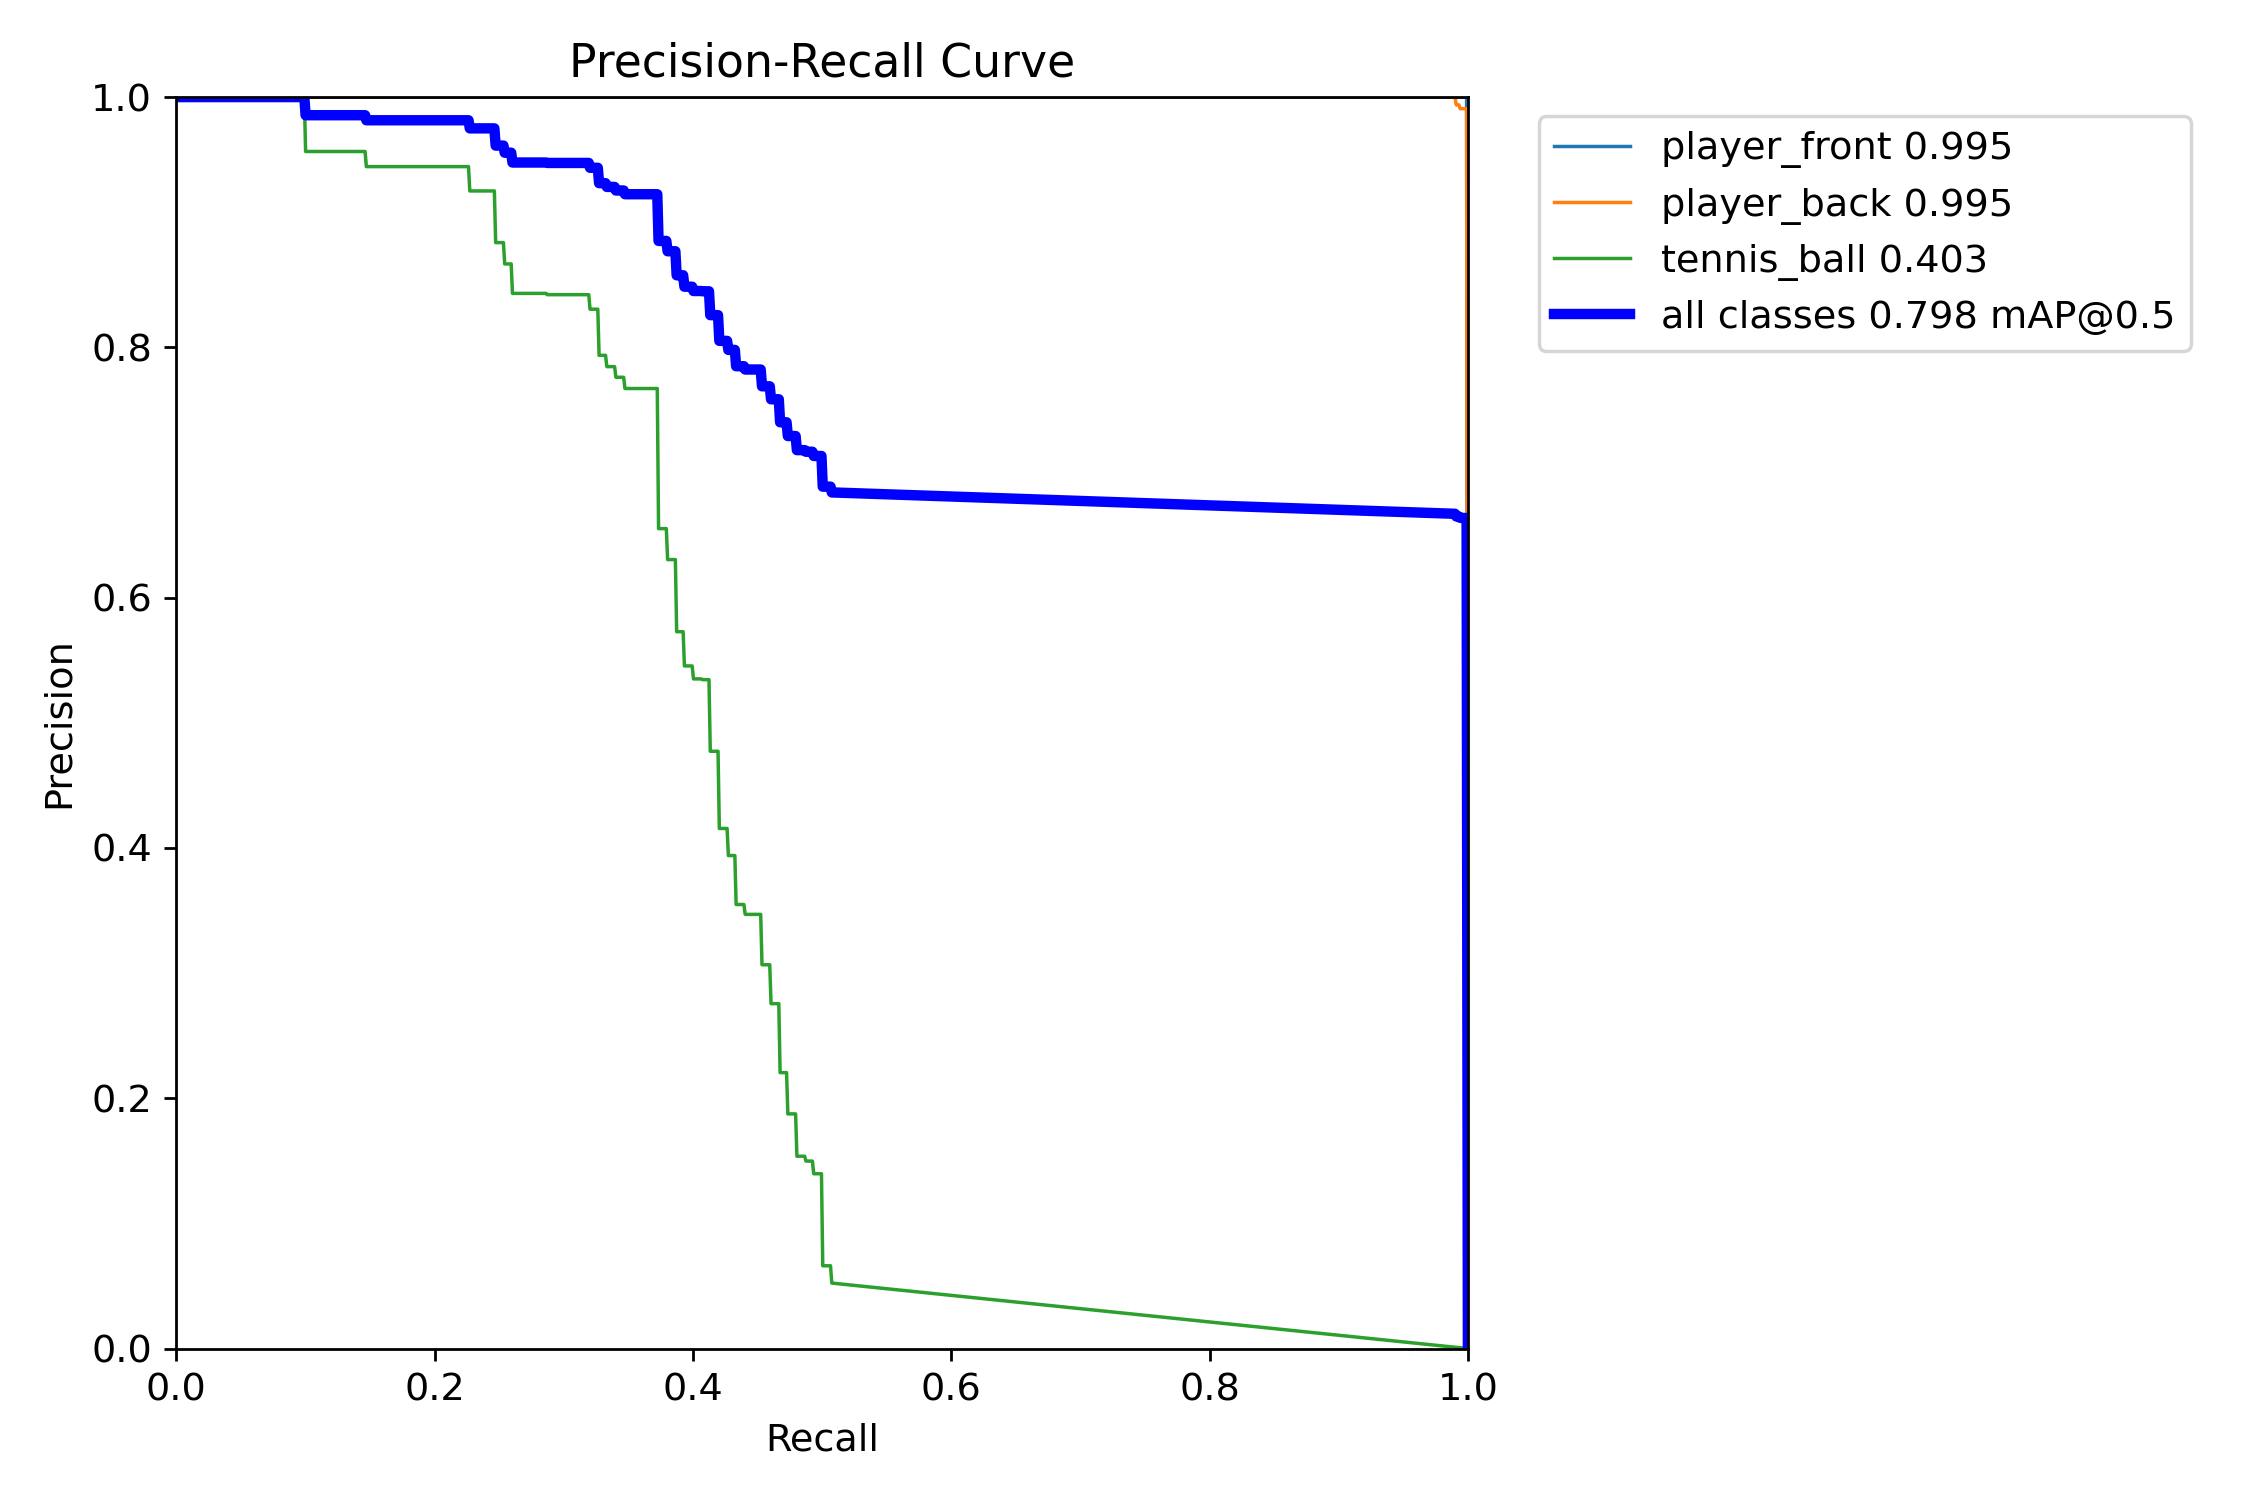 Precision-Recall Curve
1.0
0.8
0.6
0.4
0.2
0.0
Precision
0.0 0.2 0.4 0.6 0.8 1.0
Recall
player_front 0.995
player_back 0.995
tennis_ball 0.403
all classes 0.798 mAP@0.5